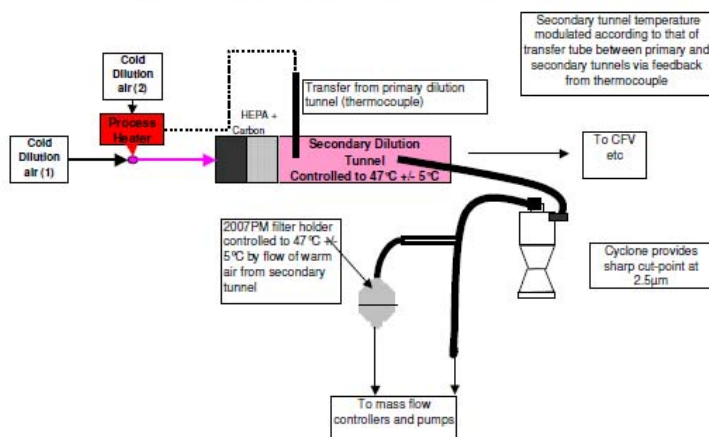 Secondary tunnel temperature
modulated according to that of
transfer tube between primary and
secondary tunnels via feedback
from thermocouple
Cold
Dilution
air (2)
Process
Heater
Cold
Dilution
air (1)
HEPA +
Carbon
Transfer from primary dilution
tunnel (thermocouple)
Secondary Dilution
Tunnel
Controlled to 47°C +/- 5°C
To CFV
etc
2007PM filter holder
controlled to 47°C +/-
5°C by flow of warm
air from secondary
tunnel
Cyclone provides
sharp cut-point at
2.5µm
To mass flow
controllers and pumps